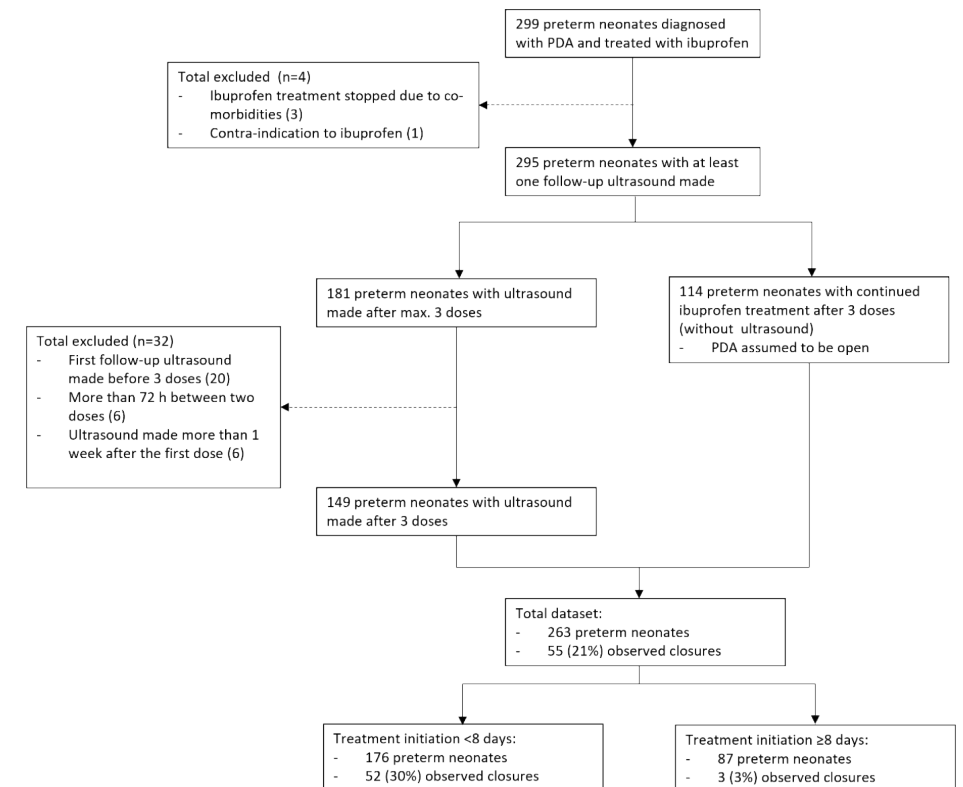 299 preterm neonates diagnosed
with PDA and treated with ibuprofen
Total excluded (n=4)
- Ibuprofen treatment stopped due to co-
morbidities (3)
- Contra-indication to ibuprofen (1)
295 preterm neonates with at least
one follow-up ultrasound made
181 preterm neonates with ultrasound
made after max. 3 doses
114 preterm neonates with continued
ibuprofen treatment after 3 doses
(without ultrasound)
- PDA assumed to be open
Total excluded (n=32)
- First follow-up ultrasound
made before 3 doses (20)
- More than 72 h between two
doses (6)
- Ultrasound made more than 1
week after the first dose (6)
149 preterm neonates with ultrasound
made after 3 doses
Total dataset:
- 263 preterm neonates
- 55 (21%) observed closures
Treatment initiation <8 days:
- 176 preterm neonates
- 52 (30%) observed closures
Treatment initiation ≥8 days:
- 87 preterm neonates
- 3 (3%) observed closures